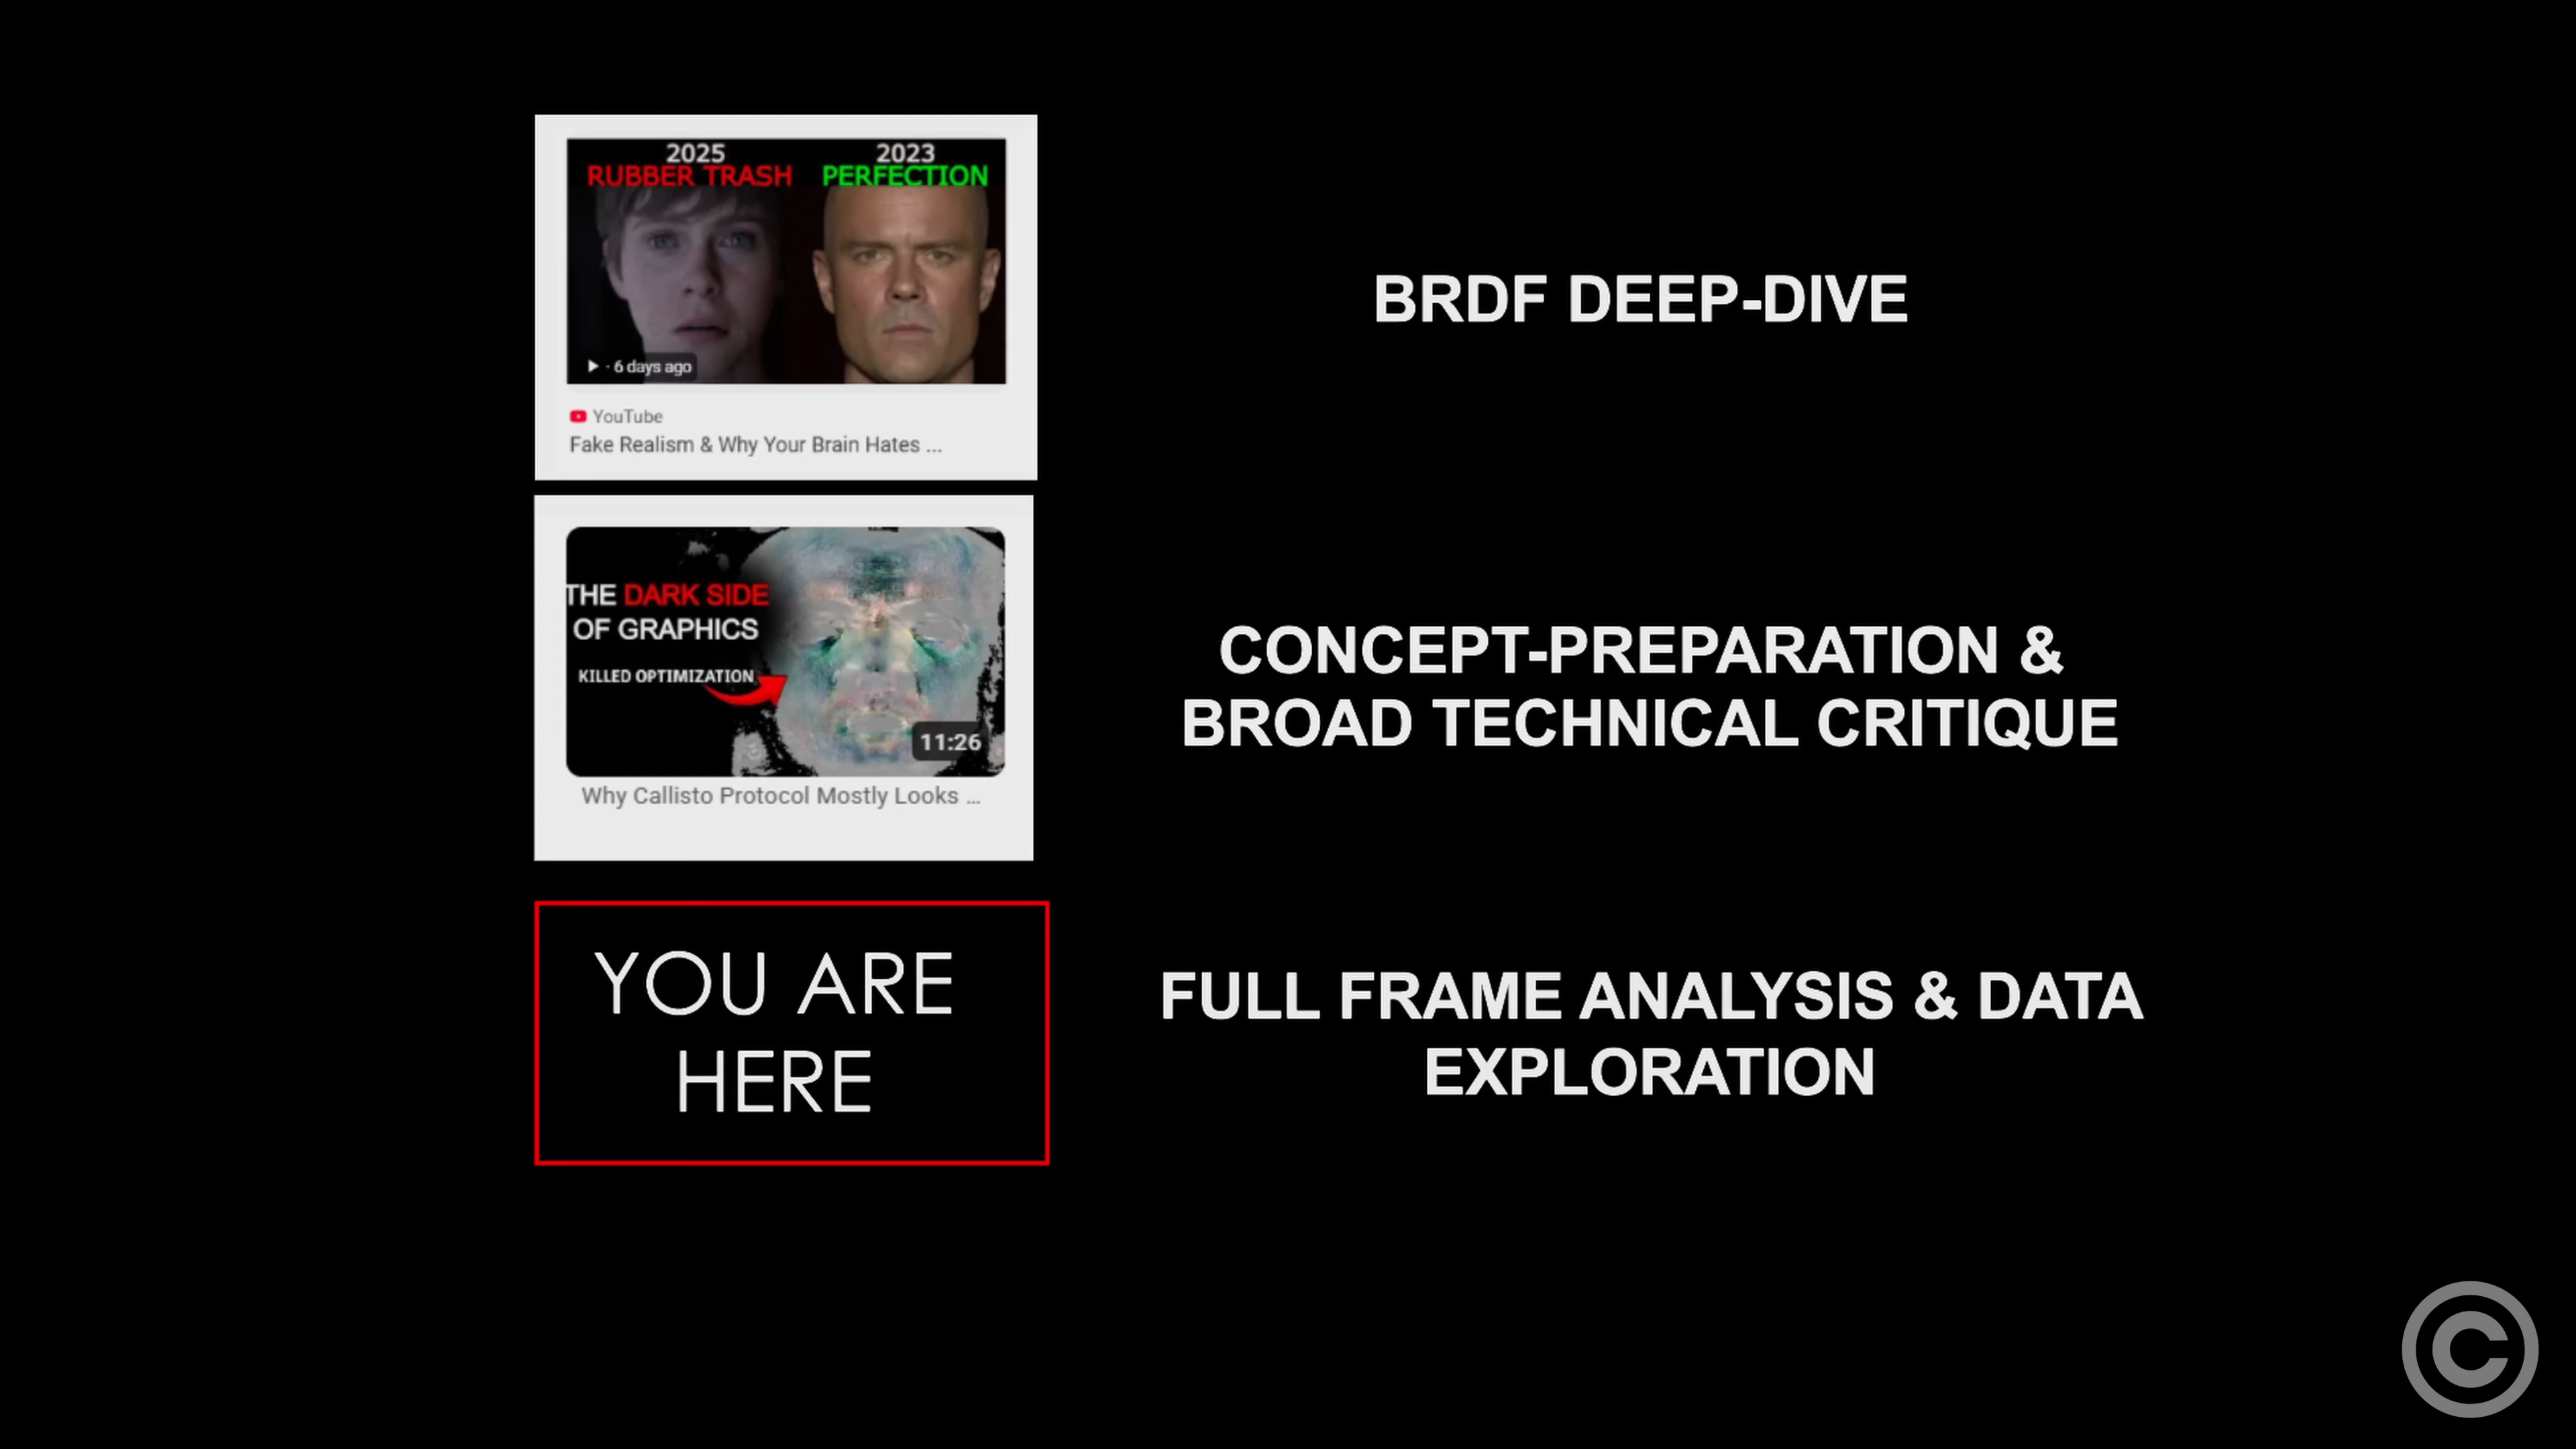 2025 2023
RUBBER TRASH PERFECTION
· 6 days ago
YouTube
Fake Realism & Why Your Brain Hates ...
BRDF DEEP-DIVE
THE DARK SIDE
OF GRAPHICS
KILLED OPTIMIZATION
11:26
Why Callisto Protocol Mostly Looks ...
CONCEPT-PREPARATION &
BROAD TECHNICAL CRITIQUE
YOU ARE
HERE
FULL FRAME ANALYSIS & DATA
EXPLORATION
©